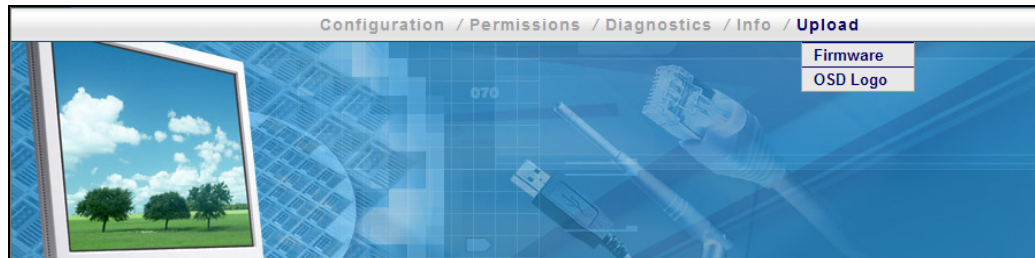 Configuration / Permissions / Diagnostics / Info / Upload
Firmware
OSD Logo
070